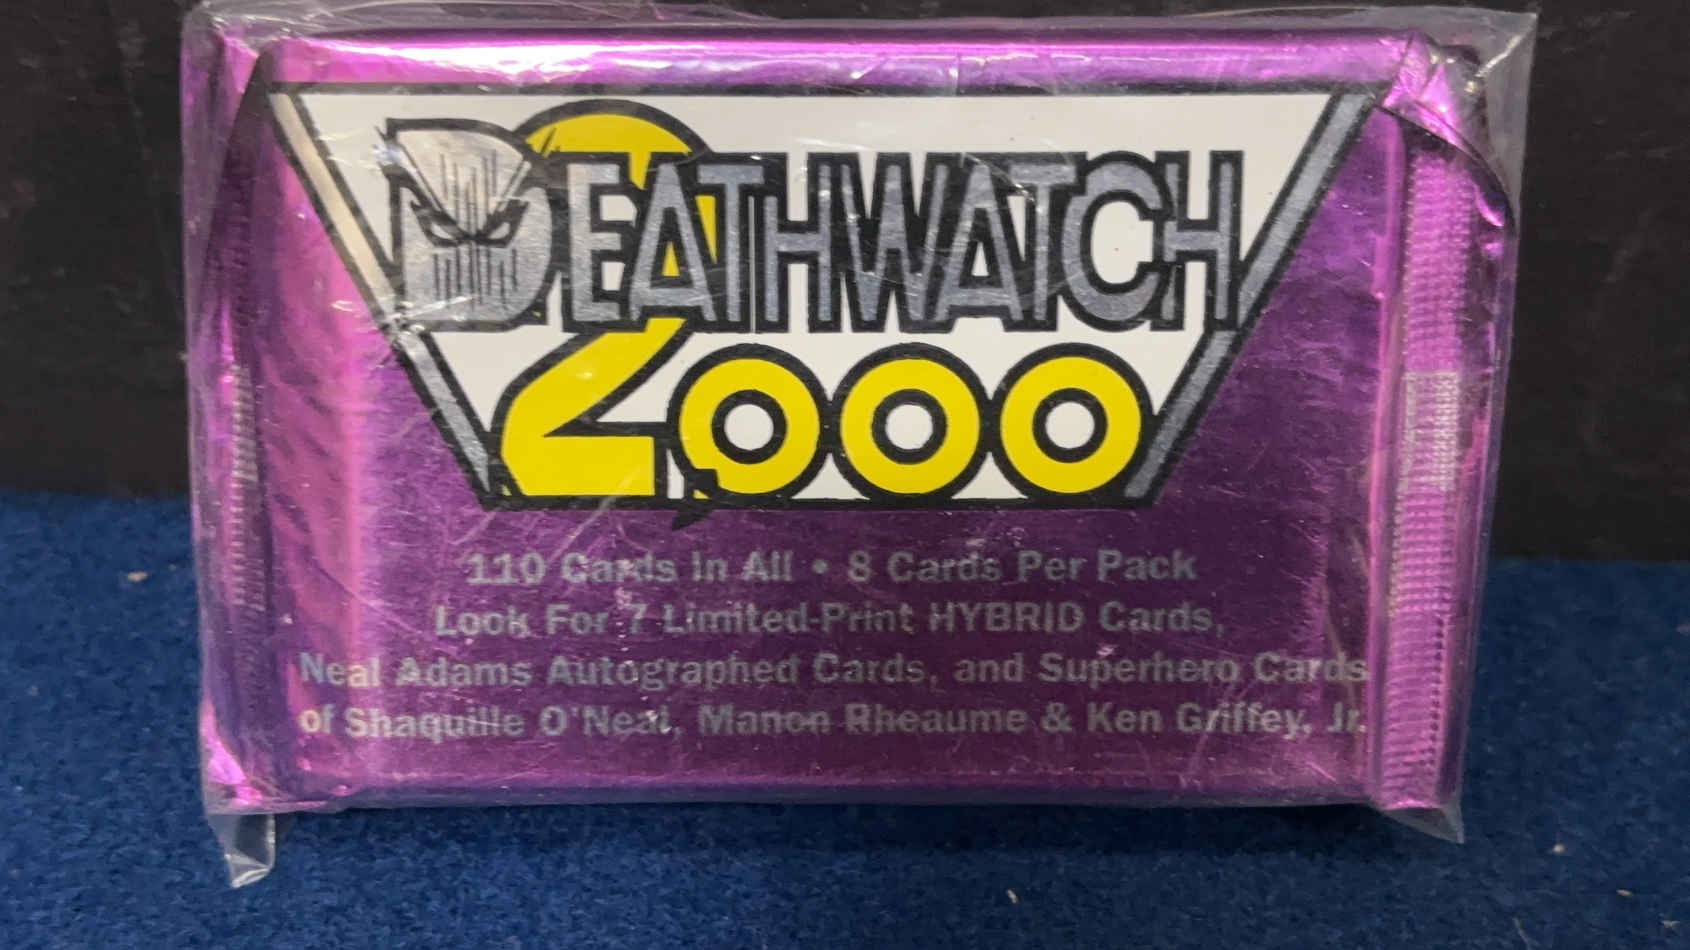 DEATHWATCH
2000
110 Cards In All • 8 Cards Per Pack
Look For 7 Limited-Print HYBRID Cards,
Neal Adams Autographed Cards, and Superhero Cards
of Shaquille O'Neal, Manon Rheaume & Ken Griffey, Jr.